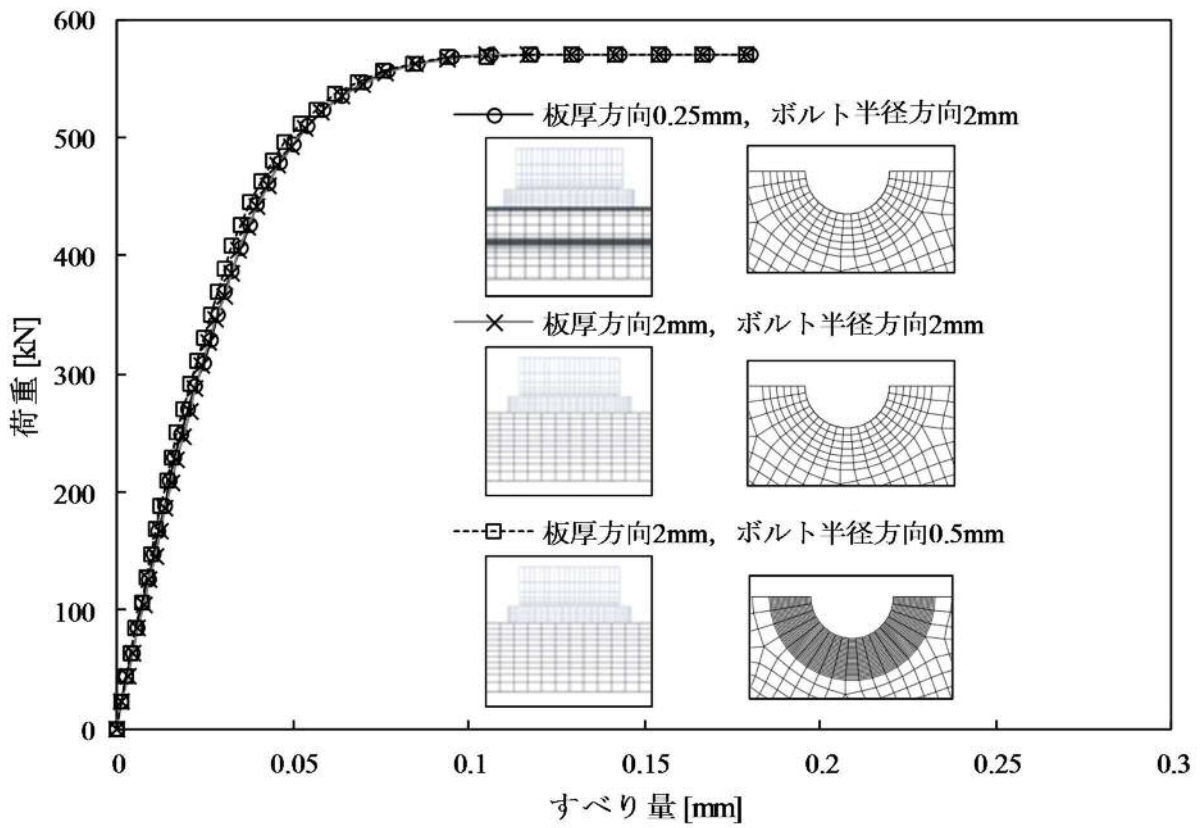 600
500
400
300
200
100
0
荷重 [kN]
板厚方向0.25mm, ボルト半径方向2mm
板厚方向2mm, ボルト半径方向2mm
板厚方向2mm, ボルト半径方向0.5mm
0 0.05 0.1 0.15 0.2 0.25 0.3
すべり量 [mm]